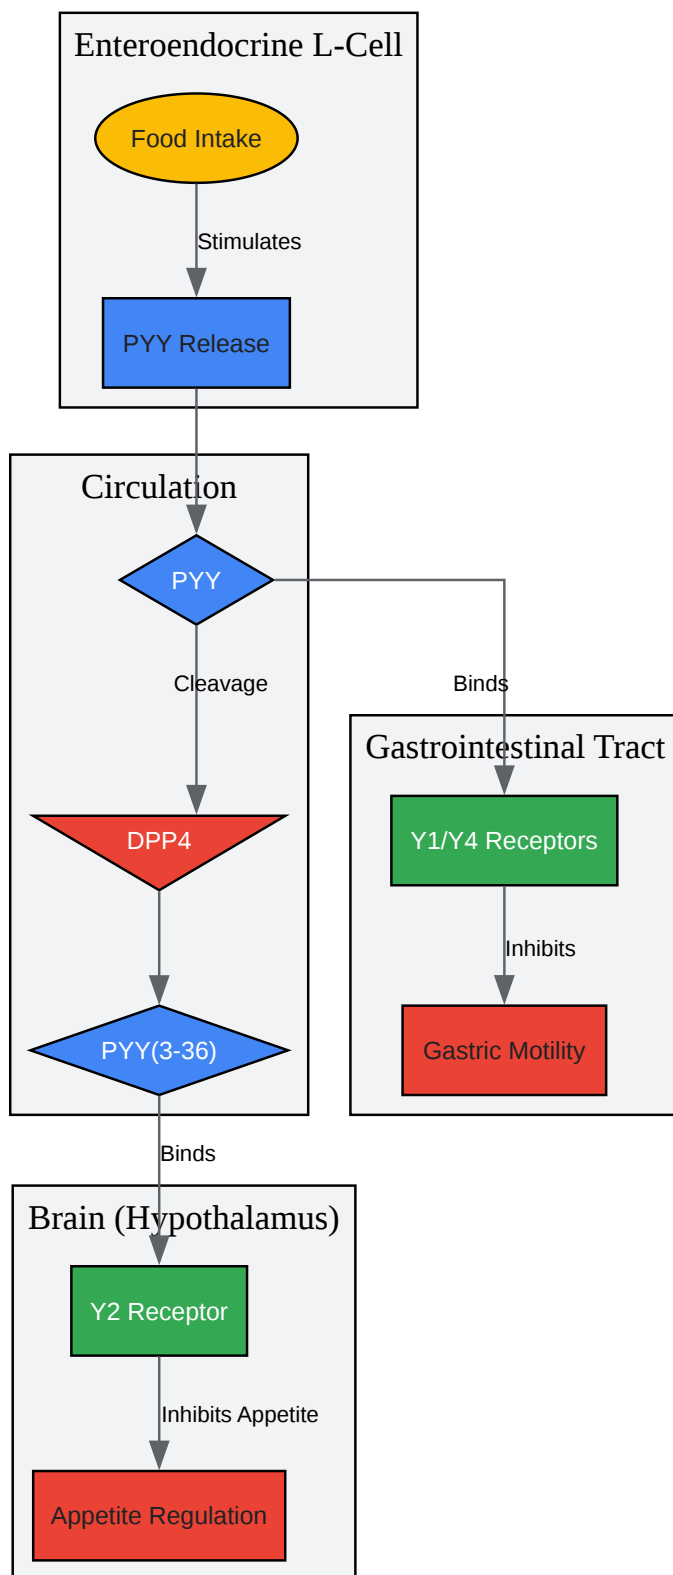 Enteroendocrine L-Cell
Food Intake
Stimulates
PYY Release
Circulation
PYY
Cleavage
Binds
Gastrointestinal Tract
DPP4
Y1/Y4 Receptors
Inhibits
PYY(3-36)
Gastric Motility
Binds
Brain (Hypothalamus)
Y2 Receptor
Inhibits Appetite
Appetite Regulation